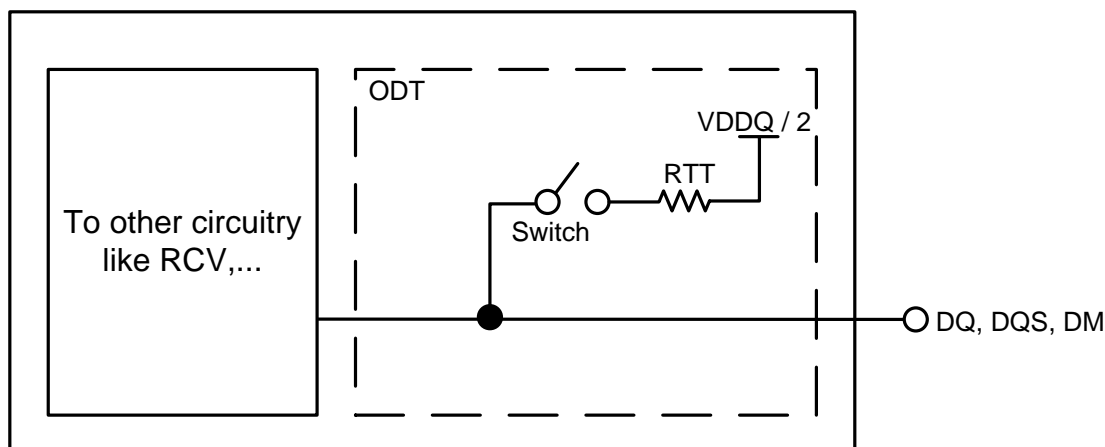 ODT
VDDQ / 2
RTT
Switch
To other circuitry
like RCV,...
DQ, DQS, DM